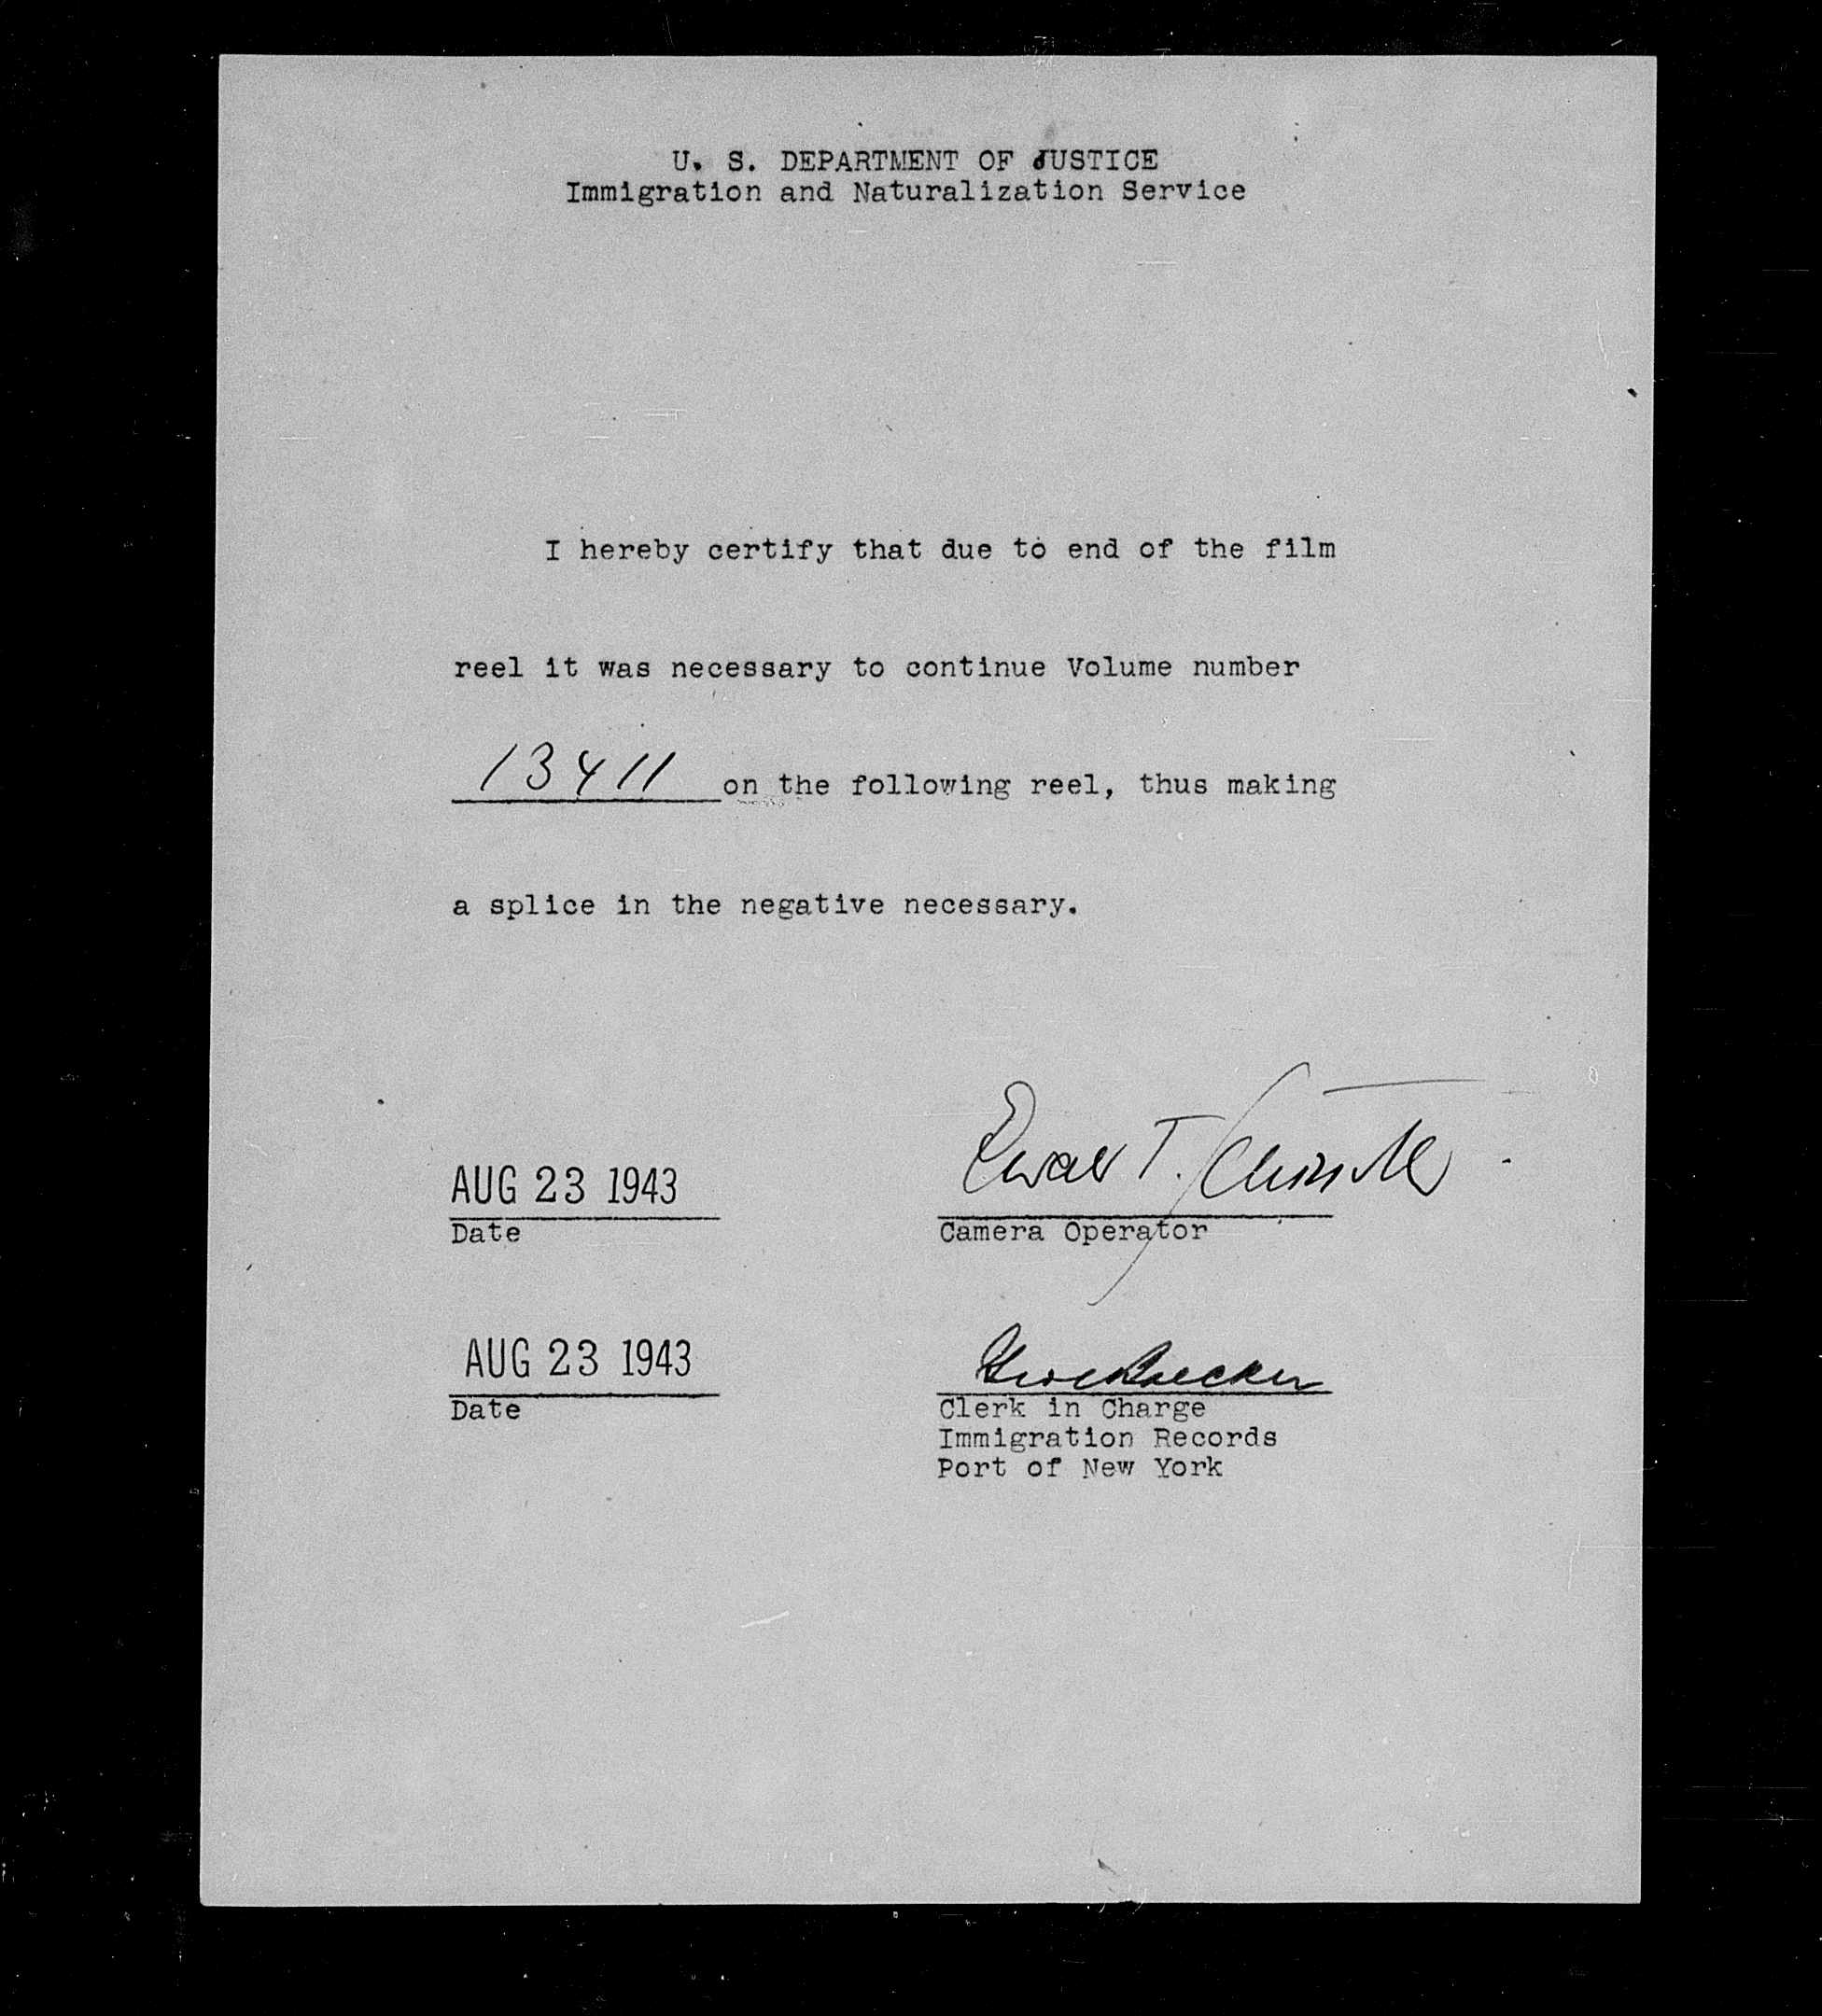 U. S. DEPARTMENT OF JUSTICE
Immigration and Naturalization Service
I hereby certify that due to end of the film
reel it was necessary to continue Volume number
13411 on the following reel, thus making
a splice in the negative necessary.
AUG 23 1943
Date
T.
Camera Operator
AUG 23 1943
Date
Clerk in Charge
Immigration Records
Port of New York